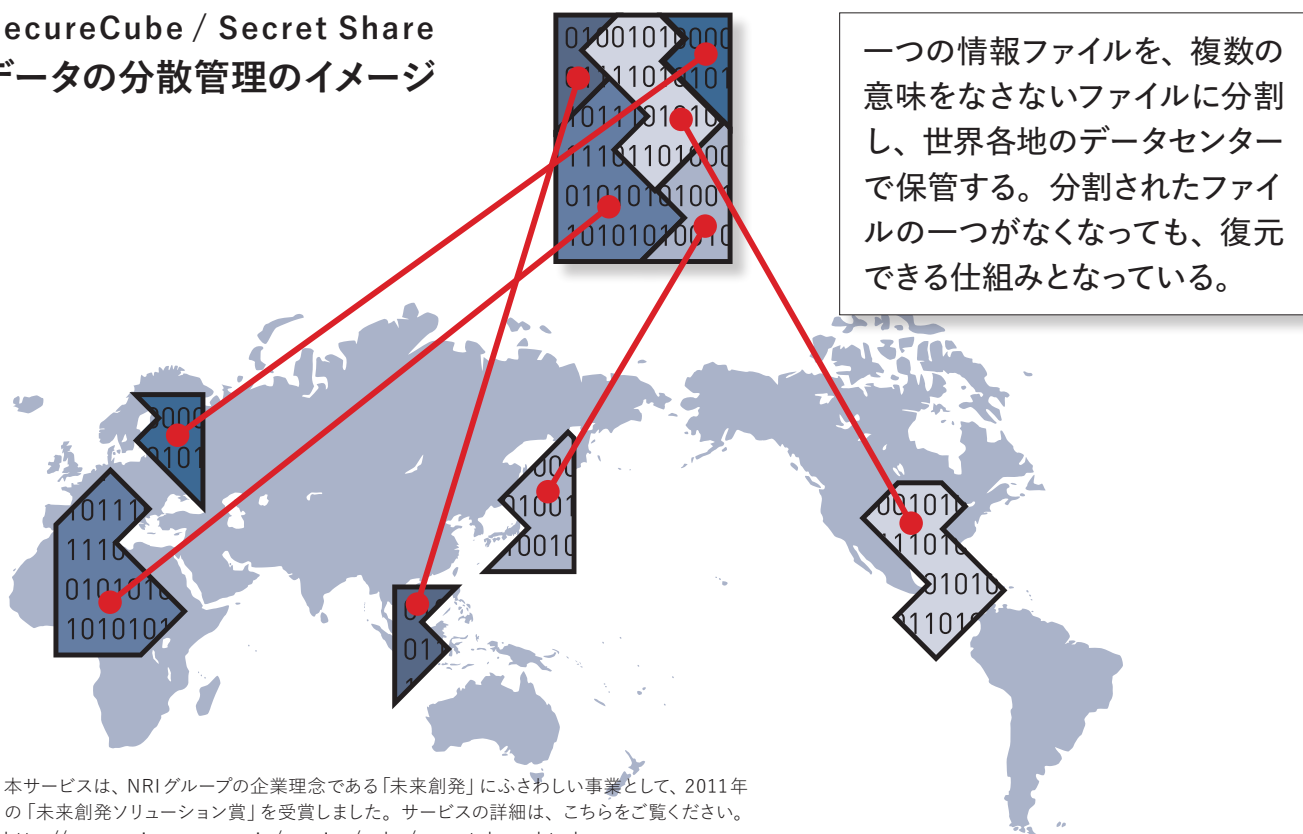 ecureCube / Secret Share
データの分散管理のイメージ
一つの情報ファイルを、複数の
意味をなさないファイルに分割
し、世界各地のデータセンター
で保管する。分割されたファイ
ルの一つがなくなっても、復元
できる仕組みとなっている。
本サービスは、NRIグループの企業理念である「未来創発」にふさわしい事業として、2011年
の「未来創発ソリューション賞」を受賞しました。サービスの詳細は、こちらをご覧ください。